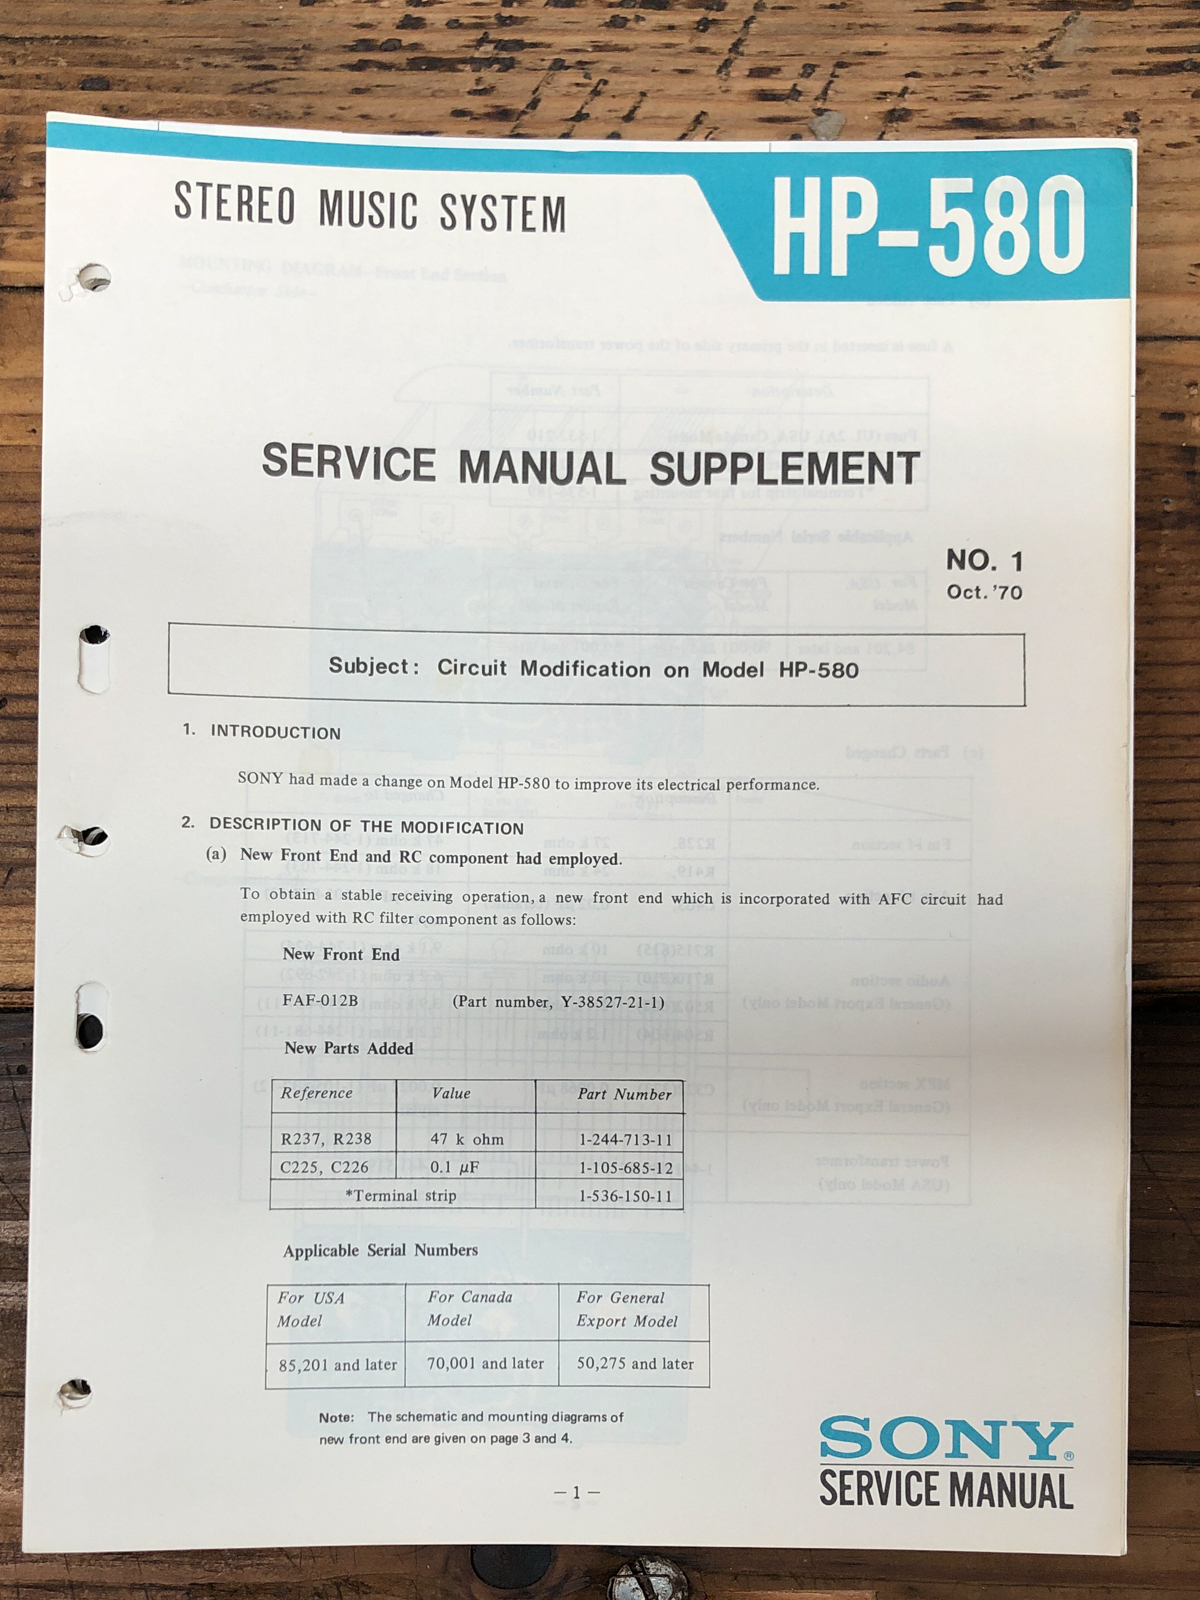 STEREO MUSIC SYSTEM
HP-580
SERVICE MANUAL SUPPLEMENT
NO. 1
Oct. '70
Subject: Circuit Modification on Model HP-580
1. INTRODUCTION
SONY had made a change on Model HP-580 to improve its electrical performance.
2. DESCRIPTION OF THE MODIFICATION
(a) New Front End and RC component had employed.
To obtain a stable receiving operation, a new front end which is incorporated with AFC circuit had
employed with RC filter component as follows:
New Front End
FAF-012B (Part number, Y-38527-21-1)
New Parts Added
Reference Value Part Number
R237, R238 47 k ohm 1-244-713-11
C225, C226 0.1 µF 1-105-685-12
*Terminal strip 1-536-150-11
Applicable Serial Numbers
For USA For Canada For General
Model Model Export Model
85,201 and later 70,001 and later 50,275 and later
Note: The schematic and mounting diagrams of
new front end are given on page 3 and 4.
— 1 —
SONY®
SERVICE MANUAL